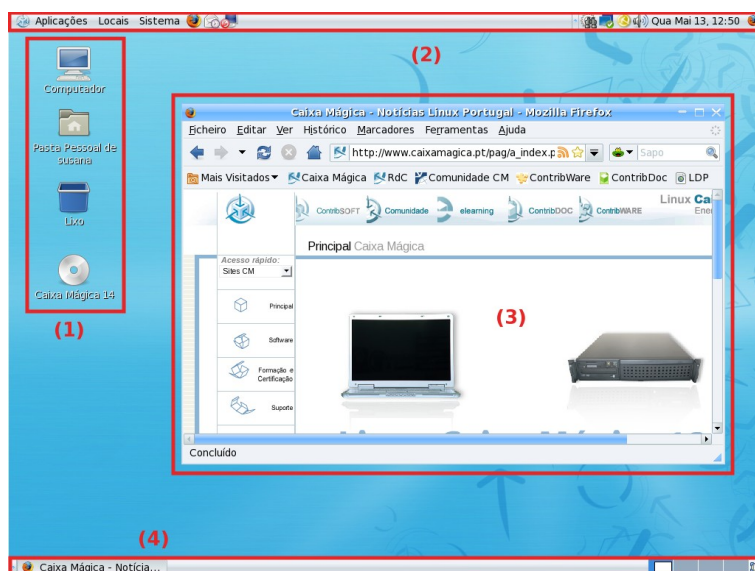 Aplicações Locais Sistema Qua Mai 13, 12:50
(2)
Computador
Pasta Pessoal de
susana
Lixo
Caixa Mágica 14
(1)
Caixa Mágica - Notícias Linux Portugal - Mozilla Firefox
Ficheiro Editar Ver Histórico Marcadores Ferramentas Ajuda
http://www.caixamagica.pt/pag/a_index.p Sapo
Mais Visitados Caixa Mágica RdC Comunidade CM ContribWare ContribDoc LDP
ContribSOFT Comunidade elearning ContribDOC ContribWARE Linux Ca
Ener
Principal Caixa Mágica
Acesso rápido:
Sites CM
Principal
Software
Formação e
Certificação
Suporte
(3)
Concluído
(4)
Caixa Mágica - Notícia...